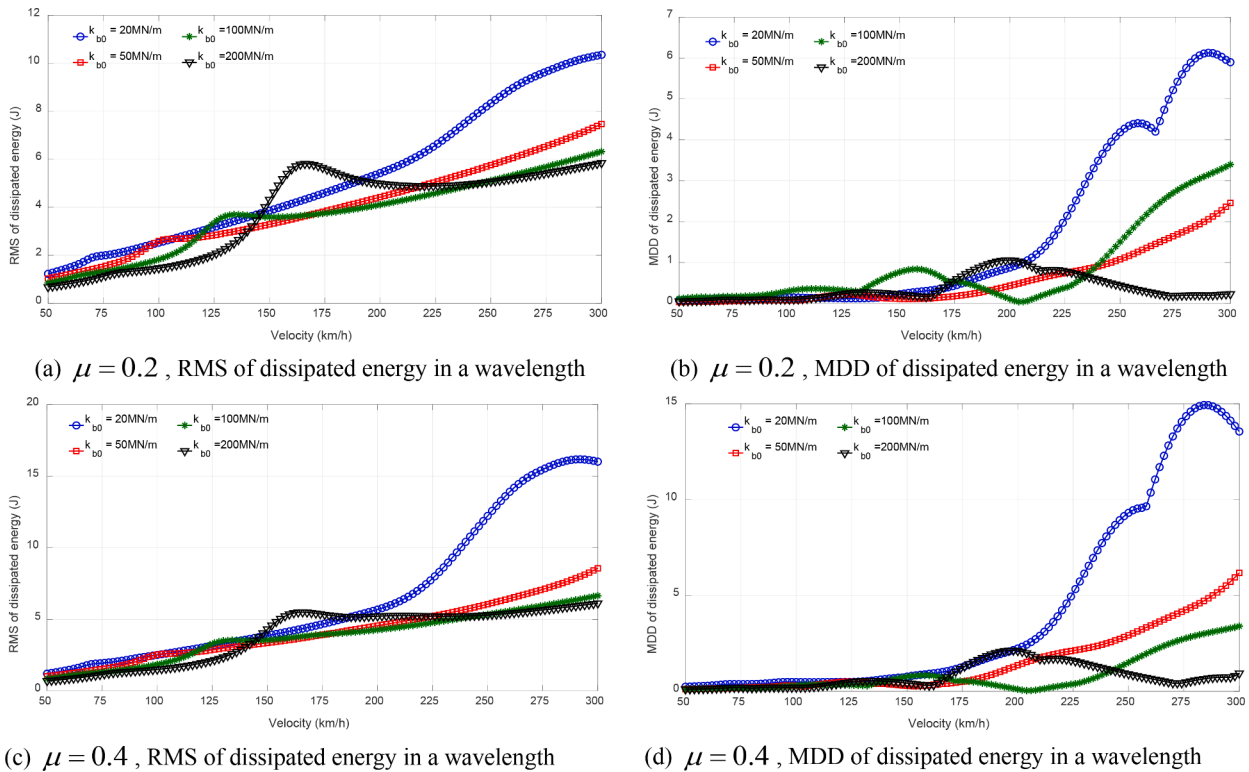 12
10
8
6
4
2
0
RMS of dissipated energy (J)
k b0 = 20MN/m
k b0 = 50MN/m
k b0 =100MN/m
k b0 =200MN/m
50 75 100 125 150 175 200 225 250 275 300
Velocity (km/h)
(a) μ = 0.2 , RMS of dissipated energy in a wavelength
7
6
5
4
3
2
1
0
MDD of dissipated energy (J)
k b0 = 20MN/m
k b0 = 50MN/m
k b0 =100MN/m
k b0 =200MN/m
50 75 100 125 150 175 200 225 250 275 300
Velocity (km/h)
(b) μ = 0.2 , MDD of dissipated energy in a wavelength
20
15
10
5
0
RMS of dissipated energy (J)
k b0 = 20MN/m
k b0 = 50MN/m
k b0 =100MN/m
k b0 =200MN/m
50 75 100 125 150 175 200 225 250 275 300
Velocity (km/h)
(c) μ = 0.4 , RMS of dissipated energy in a wavelength
15
10
5
0
MDD of dissipated energy (J)
k b0 = 20MN/m
k b0 = 50MN/m
k b0 =100MN/m
k b0 =200MN/m
50 75 100 125 150 175 200 225 250 275 300
Velocity (km/h)
(d) μ = 0.4 , MDD of dissipated energy in a wavelength